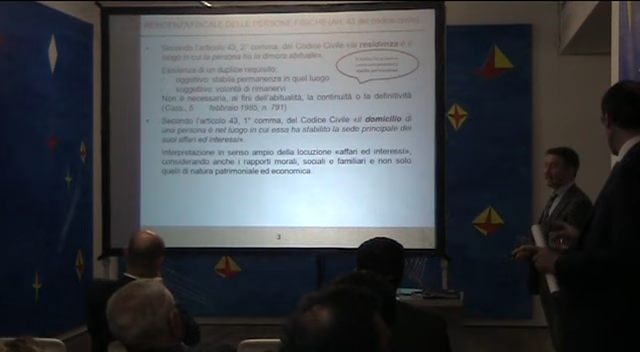 RESIDENZA FISCALE DELLE PERSONE FISICHE (Art. 43 del codice civile)
Secondo l'articolo 43, 2° comma, del Codice Civile «la residenza è il
luogo in cui la persona ha la dimora abituale».
Esistenza di un duplice requisito:
oggettivo: stabile permanenza in quel luogo
soggettivo: volontà di rimanervi
Non è necessaria, ai fini dell'abitualità, la continuità o la definitività
(Cass., 5 febbraio 1985, n. 791)
Secondo l'articolo 43, 1° comma, del Codice Civile «il domicilio di
una persona è nel luogo in cui essa ha stabilito la sede principale dei
suoi affari ed interessi».
Interpretazione in senso ampio della locuzione «affari ed interessi»,
considerando anche i rapporti morali, sociali e familiari e non solo
quelli di natura patrimoniale ed economica.
3